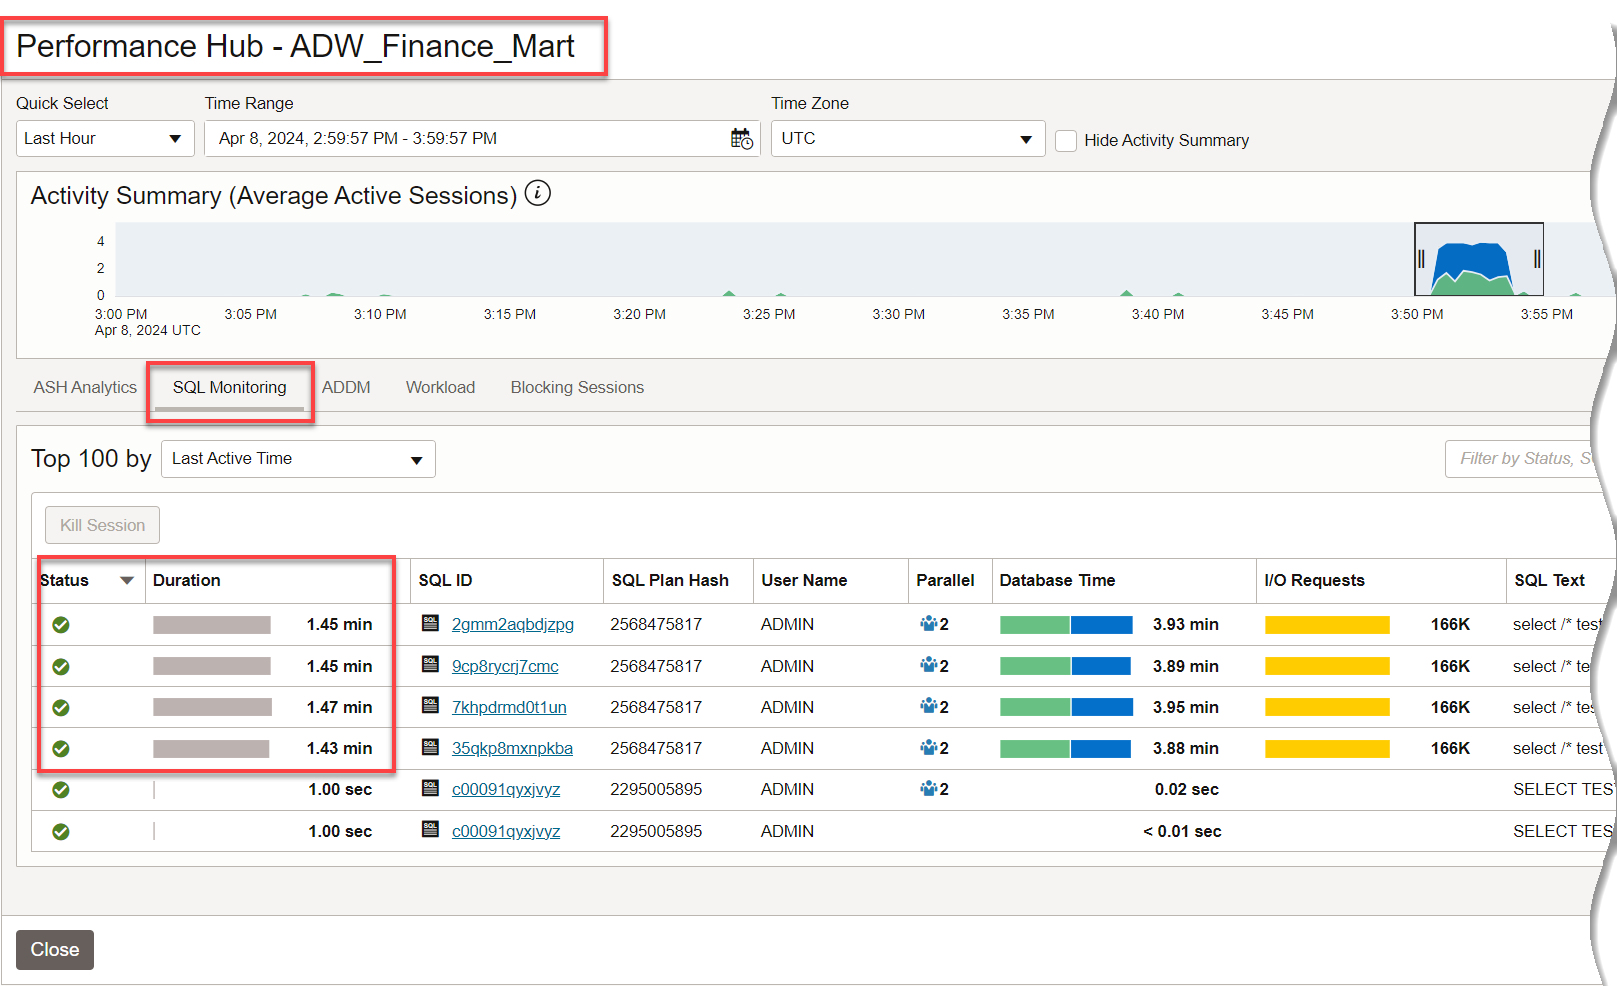 Performance Hub - ADW_Finance_Mart
Quick Select Time Range Time Zone
Last Hour Apr 8, 2024, 2:59:57 PM - 3:59:57 PM UTC Hide Activity Summary
Activity Summary (Average Active Sessions) i
4
2
0
3:00 PM 3:05 PM 3:10 PM 3:15 PM 3:20 PM 3:25 PM 3:30 PM 3:35 PM 3:40 PM 3:45 PM 3:50 PM 3:55 PM
Apr 8, 2024 UTC
ASH Analytics SQL Monitoring ADDM Workload Blocking Sessions
Top 100 by Last Active Time Filter by Status, S
Kill Session
Status Duration SQL ID SQL Plan Hash User Name Parallel Database Time I/O Requests SQL Text
1.45 min SQL 2gmm2aqbdjzpg 2568475817 ADMIN 2 3.93 min 166K select /* test
1.45 min SQL 9cp8rycrj7cmc 2568475817 ADMIN 2 3.89 min 166K select /* te
1.47 min SQL 7khpdrmd0t1un 2568475817 ADMIN 2 3.95 min 166K select /* tes
1.43 min SQL 35qkp8mxnpkba 2568475817 ADMIN 2 3.88 min 166K select /* test
1.00 sec SQL c00091qyxjvyz 2295005895 ADMIN 2 0.02 sec SELECT TES
1.00 sec SQL c00091qyxjvyz 2295005895 ADMIN < 0.01 sec SELECT TES
Close